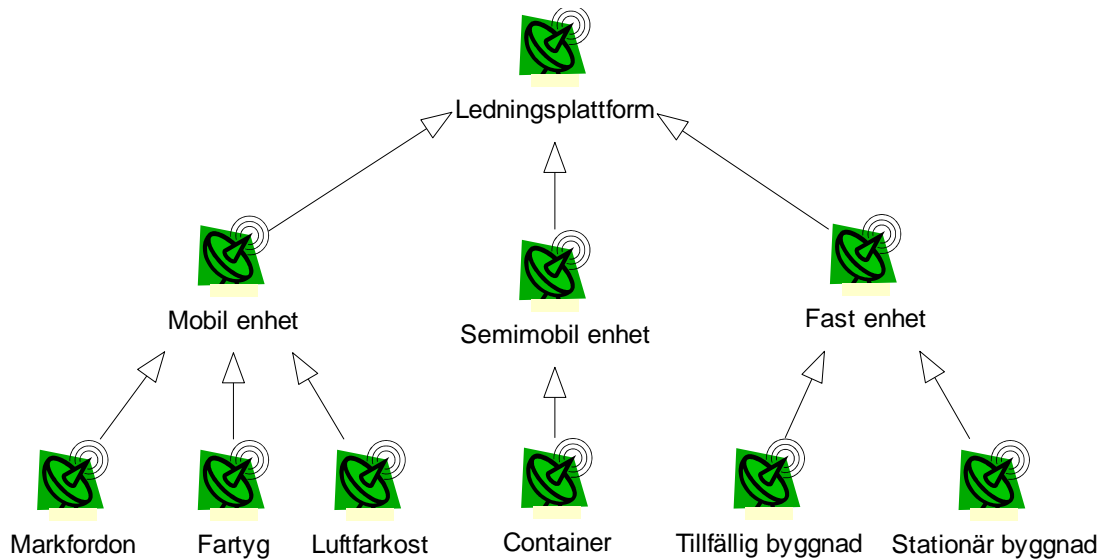 Ledningsplattform
Mobil enhet
Semimobil enhet
Fast enhet
Markfordon
Fartyg
Luftfarkost
Container
Tillfällig byggnad
Stationär byggnad